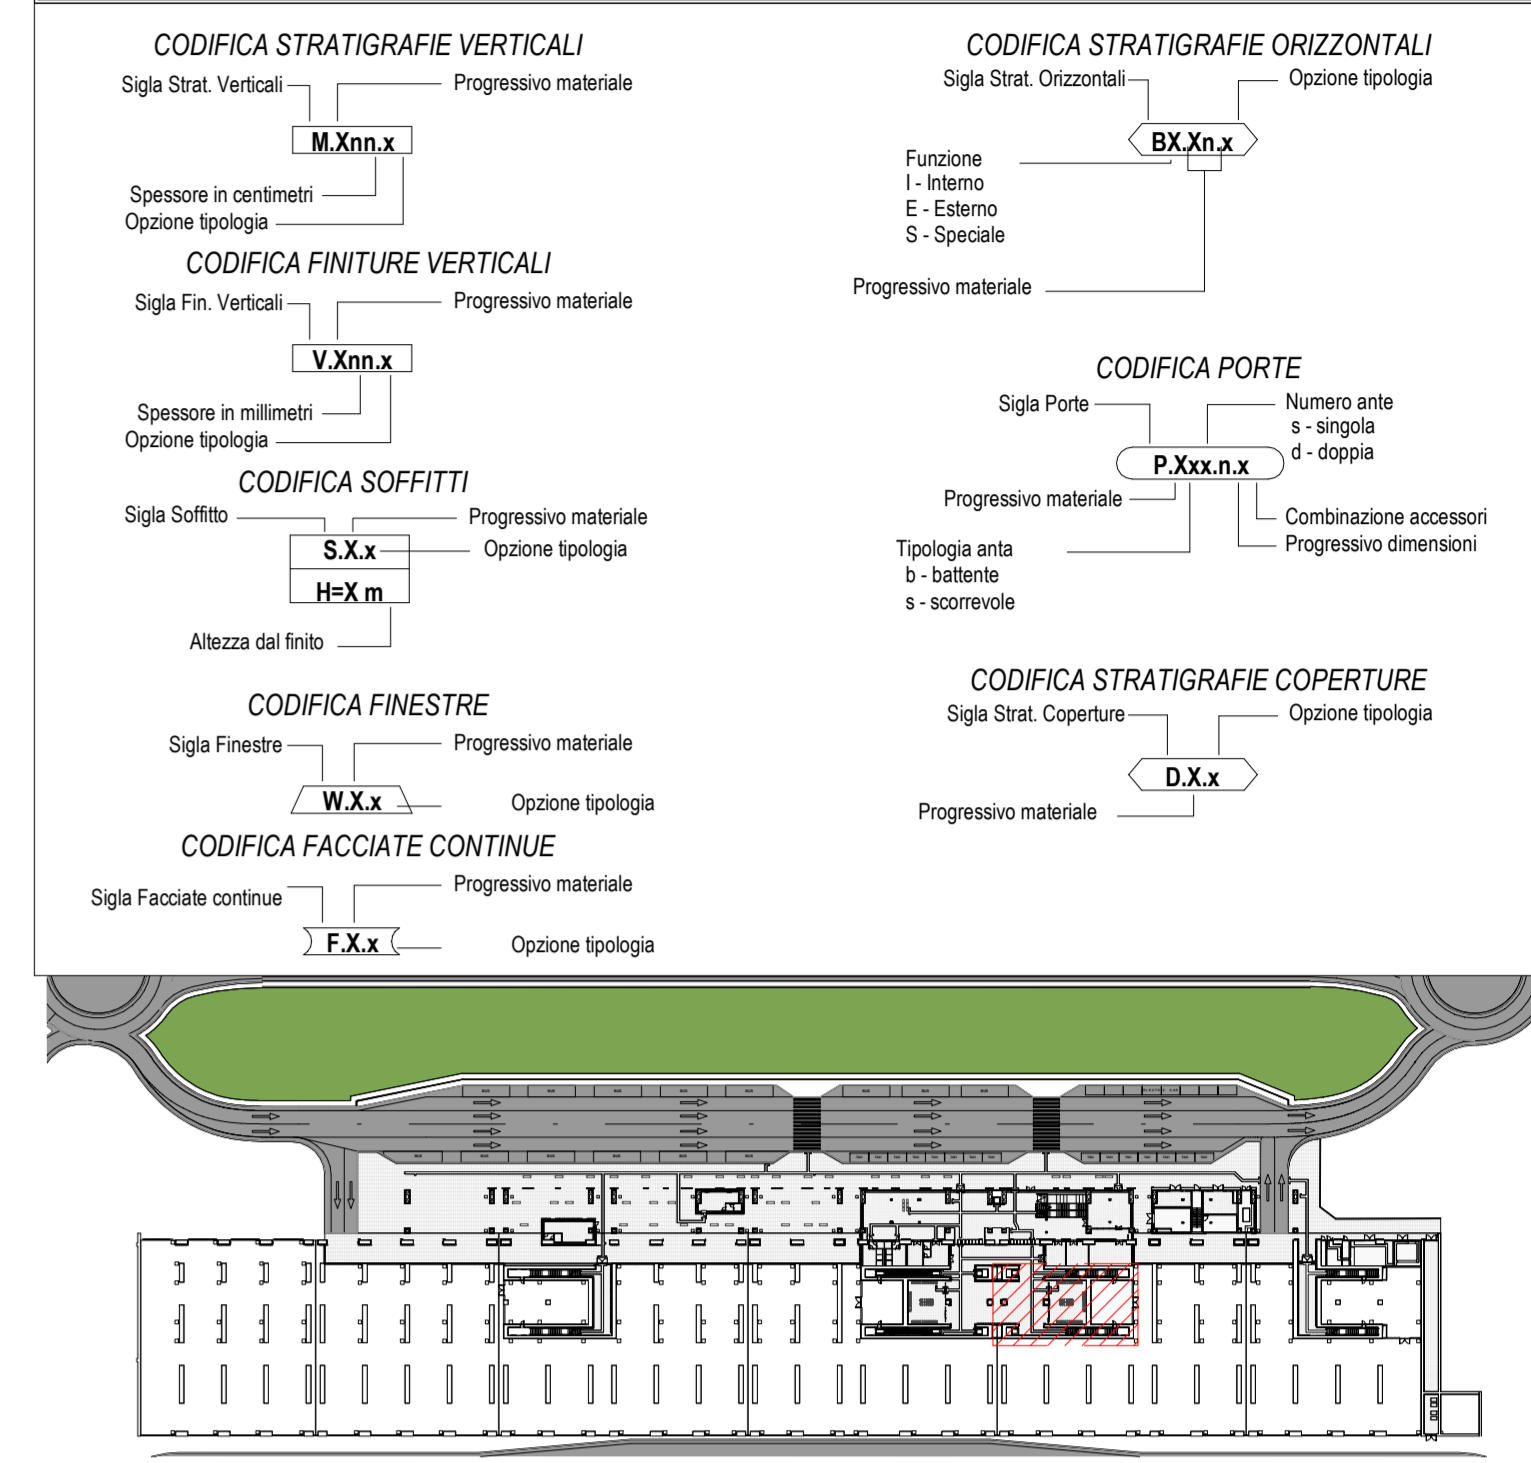 CODIFICA STRATIGRAFIE VERTICALI
Sigla Strat. Verticali
Progressivo materiale
M.Xnn.x
Spessore in centimetri
Opzione tipologia
CODIFICA FINITURE VERTICALI
Sigla Fin. Verticali
Progressivo materiale
V.Xnn.x
Spessore in millimetri
Opzione tipologia
CODIFICA SOFFITTI
Sigla Soffitto
Progressivo materiale
S.X.x
Opzione tipologia
H=X m
Altezza dal finito
CODIFICA FINESTRE
Sigla Finestre
Progressivo materiale
W.X.x
Opzione tipologia
CODIFICA FACCIATE CONTINUE
Sigla Facciate continue
Progressivo materiale
F.X.x
Opzione tipologia
CODIFICA STRATIGRAFIE ORIZZONTALI
Sigla Strat. Orizzontali
Opzione tipologia
BX.Xn.x
Funzione
I - Interno
E - Esterno
S - Speciale
Progressivo materiale
CODIFICA PORTE
Sigla Porte
Numero ante
s - singola
d - doppia
P.Xxx.n.x
Progressivo materiale
Combinazione accessori
Progressivo dimensioni
Tipologia anta
b - battente
s - scorrevole
CODIFICA STRATIGRAFIE COPERTURE
Sigla Strat. Coperture
Opzione tipologia
D.X.x
Progressivo materiale